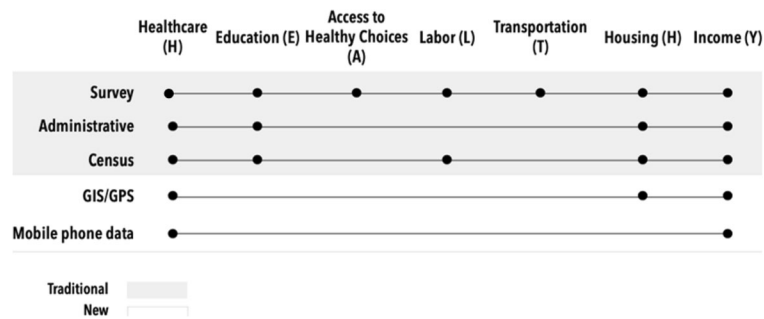 Healthcare (H)
Education (E)
Access to Healthy Choices (A)
Labor (L)
Transportation (T)
Housing (H)
Income (Y)
Survey
Administrative
Census
GIS/GPS
Mobile phone data
Traditional
New